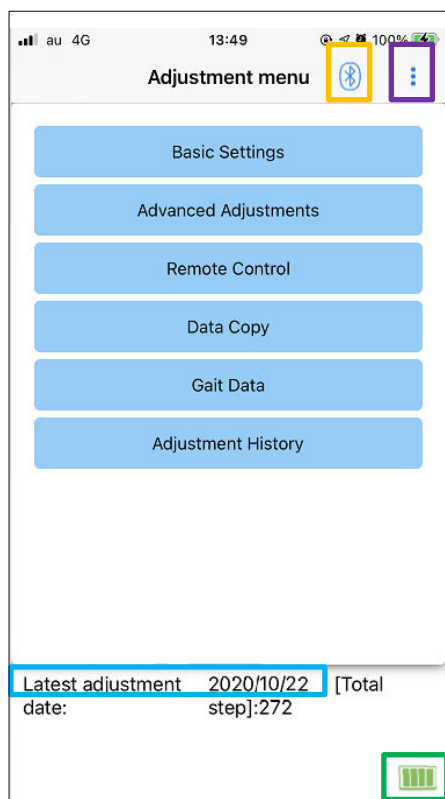 au 4G 13:49 100%
Adjustment menu
Basic Settings
Advanced Adjustments
Remote Control
Data Copy
Gait Data
Adjustment History
Latest adjustment 2020/10/22 [Total
date: step]:272